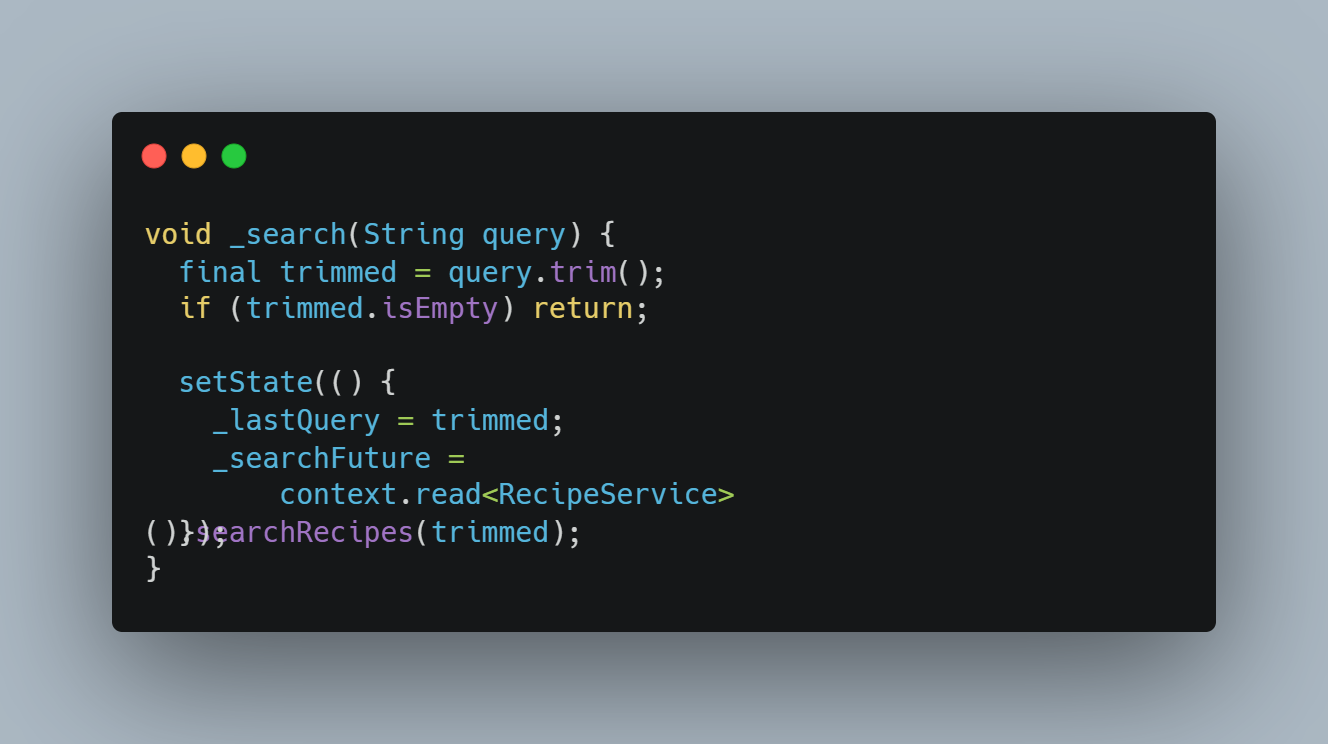 void _search(String query) {
  final trimmed = query.trim();
  if (trimmed.isEmpty) return;

  setState(() {
    _lastQuery = trimmed;
    _searchFuture =
        context.read<RecipeService>
().searchRecipes(trimmed);
  });
}